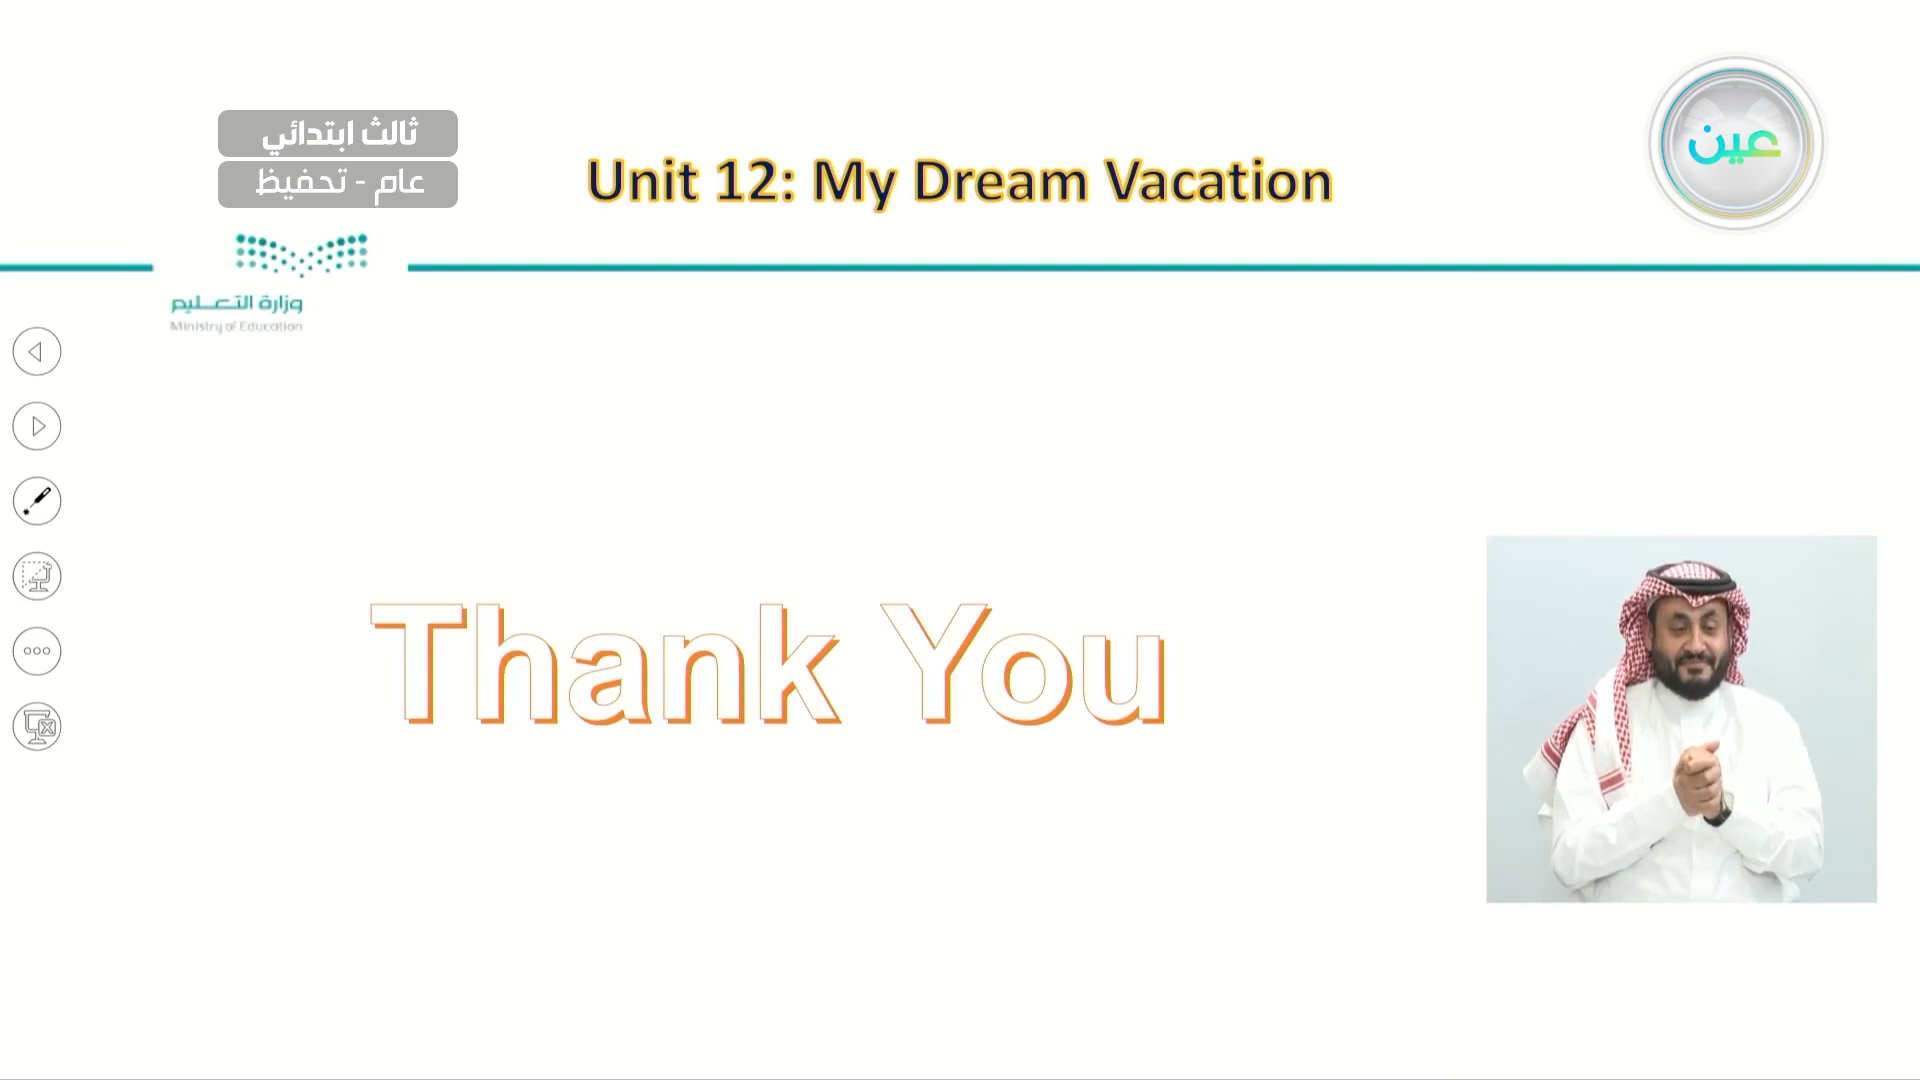 ثالث ابتدائي
عام - تحفيظ
Unit 12: My Dream Vacation
عين
وزارة التعليم
Ministry of Education
Thank You